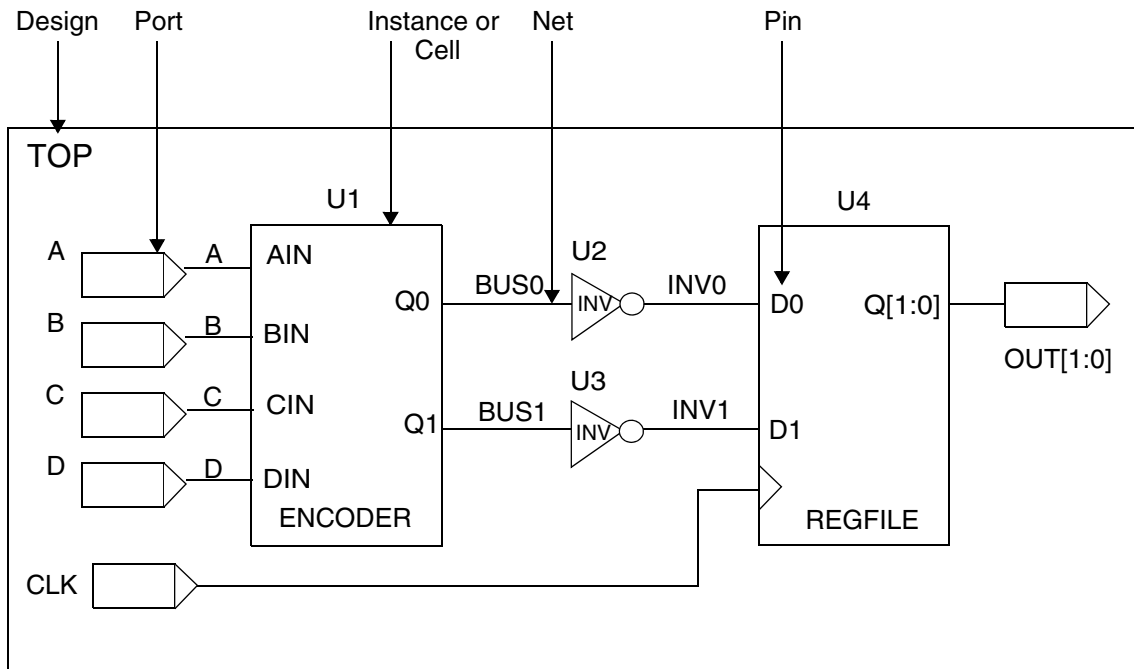 Design
Port
Instance or
Cell
Net
Pin
TOP
U1
U4
A
A
AIN
U2
Q0
BUS0
INV
INV0
D0
Q[1:0]
B
B
BIN
OUT[1:0]
C
C
CIN
U3
Q1
BUS1
INV
INV1
D1
D
D
DIN
ENCODER
REGFILE
CLK